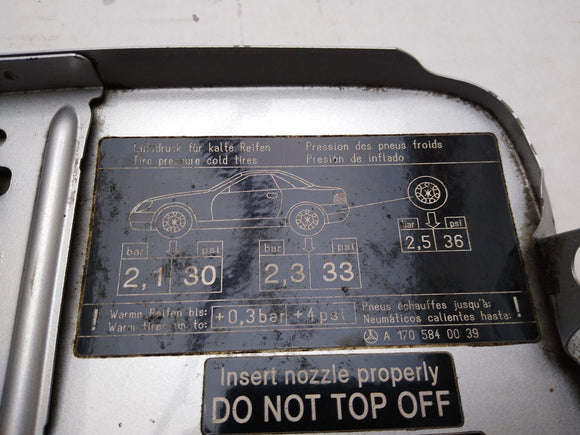 Luftdruck für kalte Reifen Pression des pneus froids
Tire pressure cold tires Presión de inflado
bar psi
2,5 36
bar psi bar psi
2,1 30 2,3 33
! Warme Reifen bis: +0,3bar +4psi Pneus échauffes jusqu'à: !
Warm tires up to: Neumáticos calientes hasta:
A 170 584 00 39
Insert nozzle properly
DO NOT TOP OFF